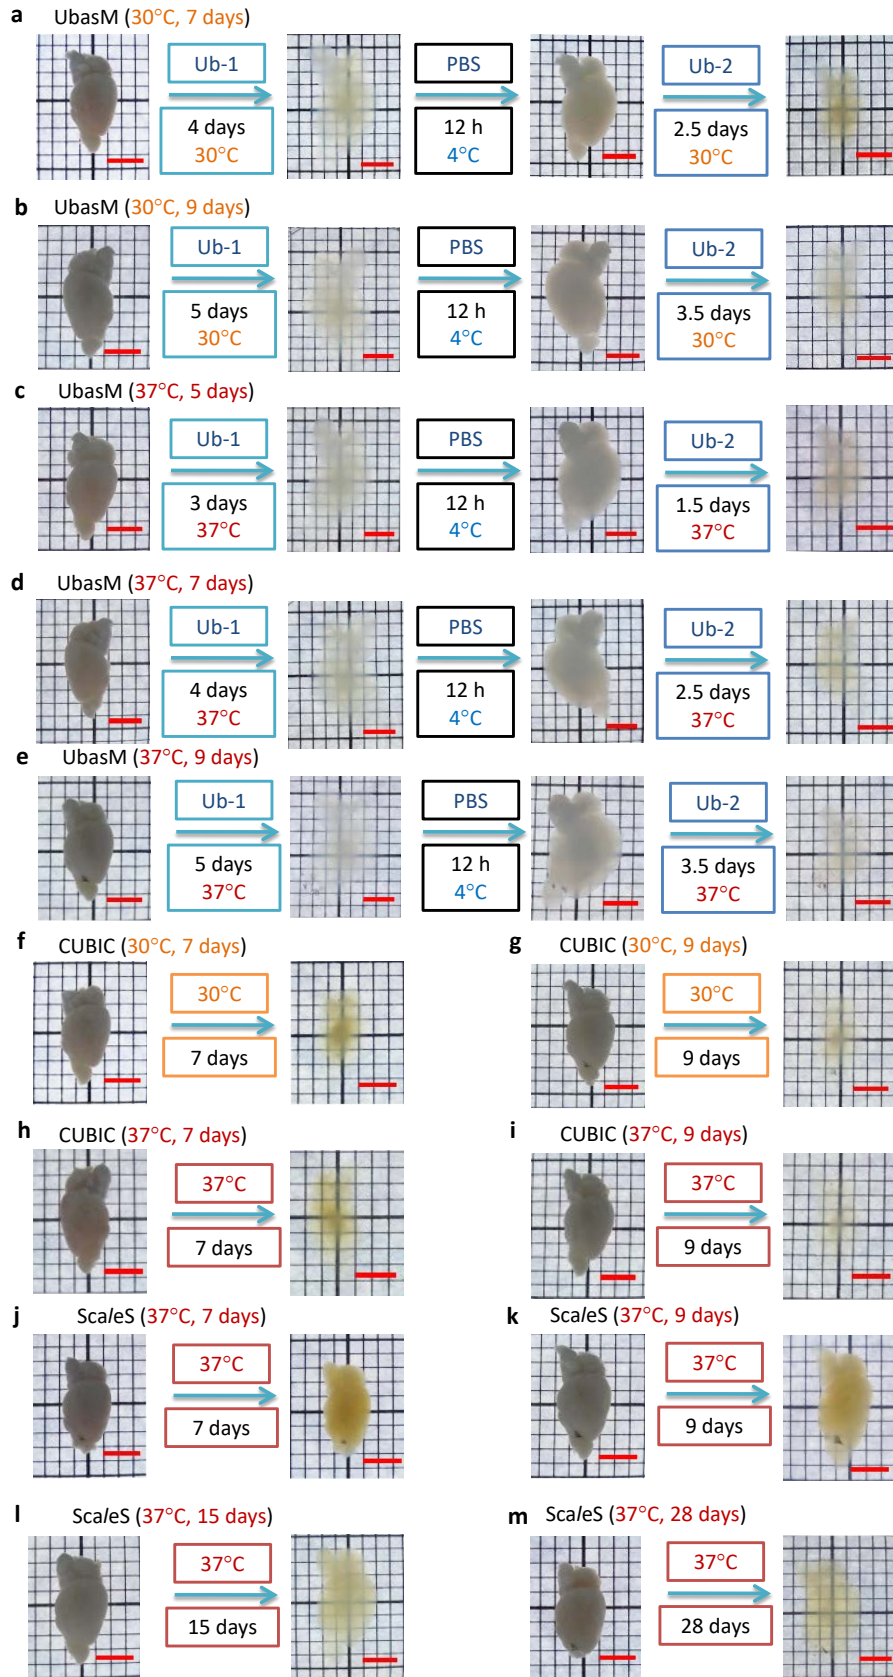 a UbasM (30°C, 7 days)
Ub-1 PBS Ub-2
4 days 12 h 2.5 days
30°C 4°C 30°C
b UbasM (30°C, 9 days)
Ub-1 PBS Ub-2
5 days 12 h 3.5 days
30°C 4°C 30°C
c UbasM (37°C, 5 days)
Ub-1 PBS Ub-2
3 days 12 h 1.5 days
37°C 4°C 37°C
d UbasM (37°C, 7 days)
Ub-1 PBS Ub-2
4 days 12 h 2.5 days
37°C 4°C 37°C
e UbasM (37°C, 9 days)
Ub-1 PBS Ub-2
5 days 12 h 3.5 days
37°C 4°C 37°C
f CUBIC (30°C, 7 days) g CUBIC (30°C, 9 days)
30°C 30°C
7 days 9 days
h CUBIC (37°C, 7 days) i CUBIC (37°C, 9 days)
37°C 37°C
7 days 9 days
j ScaleS (37°C, 7 days) k ScaleS (37°C, 9 days)
37°C 37°C
7 days 9 days
l ScaleS (37°C, 15 days) m ScaleS (37°C, 28 days)
37°C 37°C
15 days 28 days